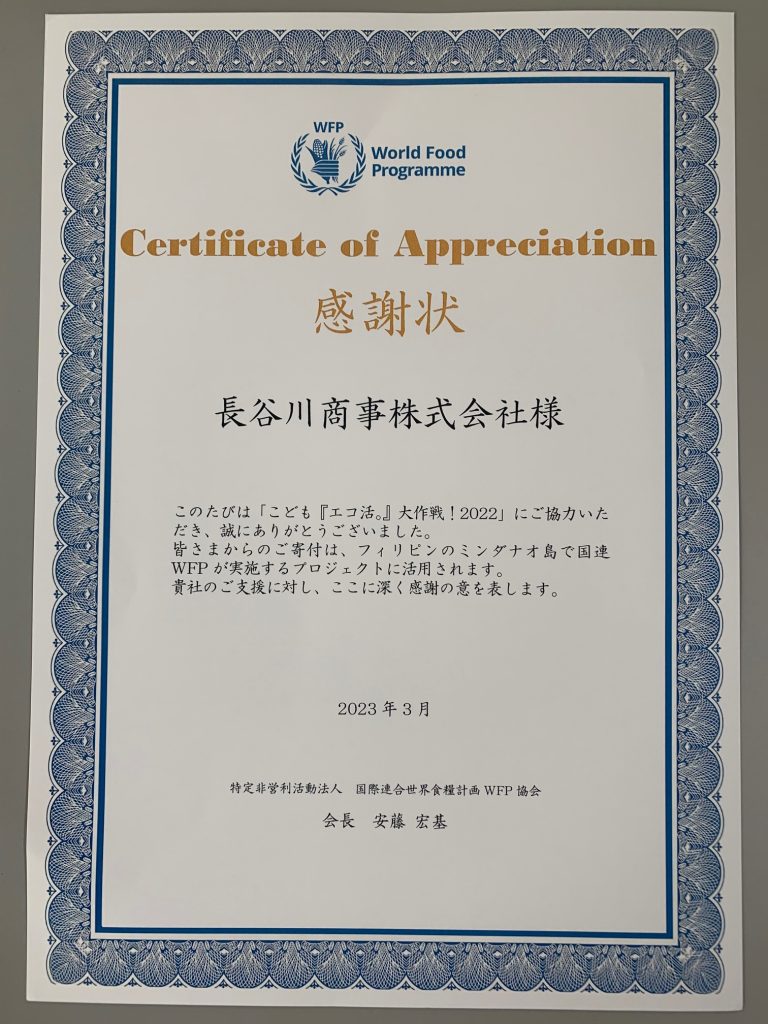 WFP
World Food
Programme
Certificate of Appreciation
感謝状
長谷川商事株式会社様
このたびは「こども『エコ活。』大作戦!2022」にご協力いた
だき、誠にありがとうございました。
皆さまからのご寄付は、フィリピンのミンダナオ島で国連
WFPが実施するプロジェクトに活用されます。
貴社のご支援に対し、ここに深く感謝の意を表します。
2023年3月
特定非営利活動法人 国際連合世界食糧計画WFP協会
会長 安藤 宏基